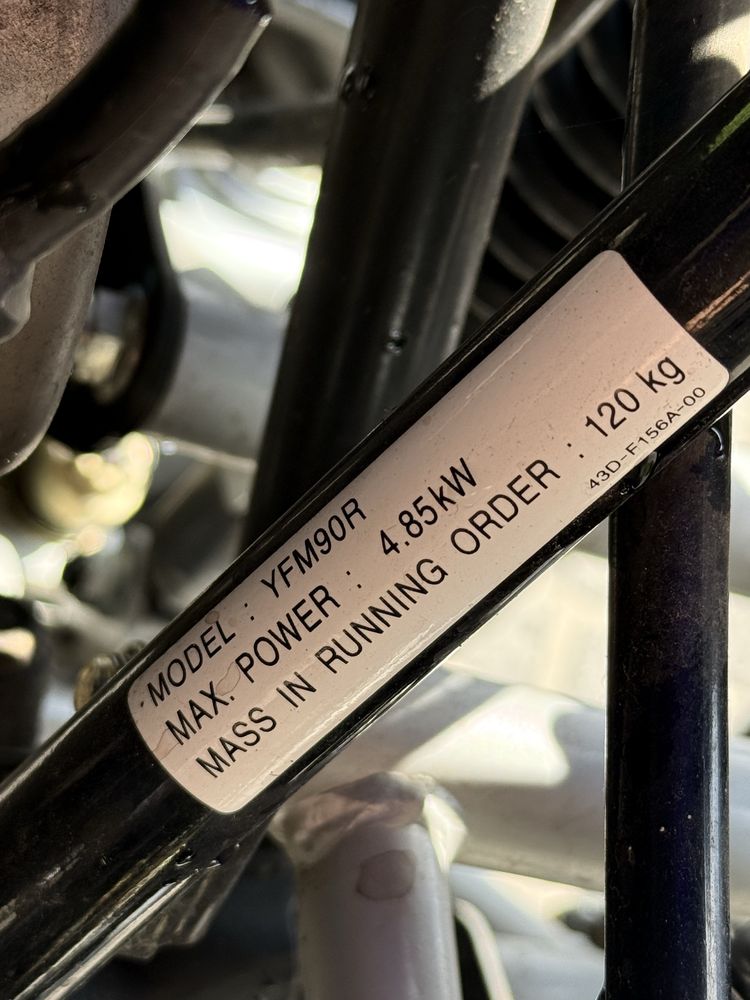 MODEL : YFM90R
MAX. POWER : 4.85kW
MASS IN RUNNING ORDER : 120 kg
43D-F156A-00